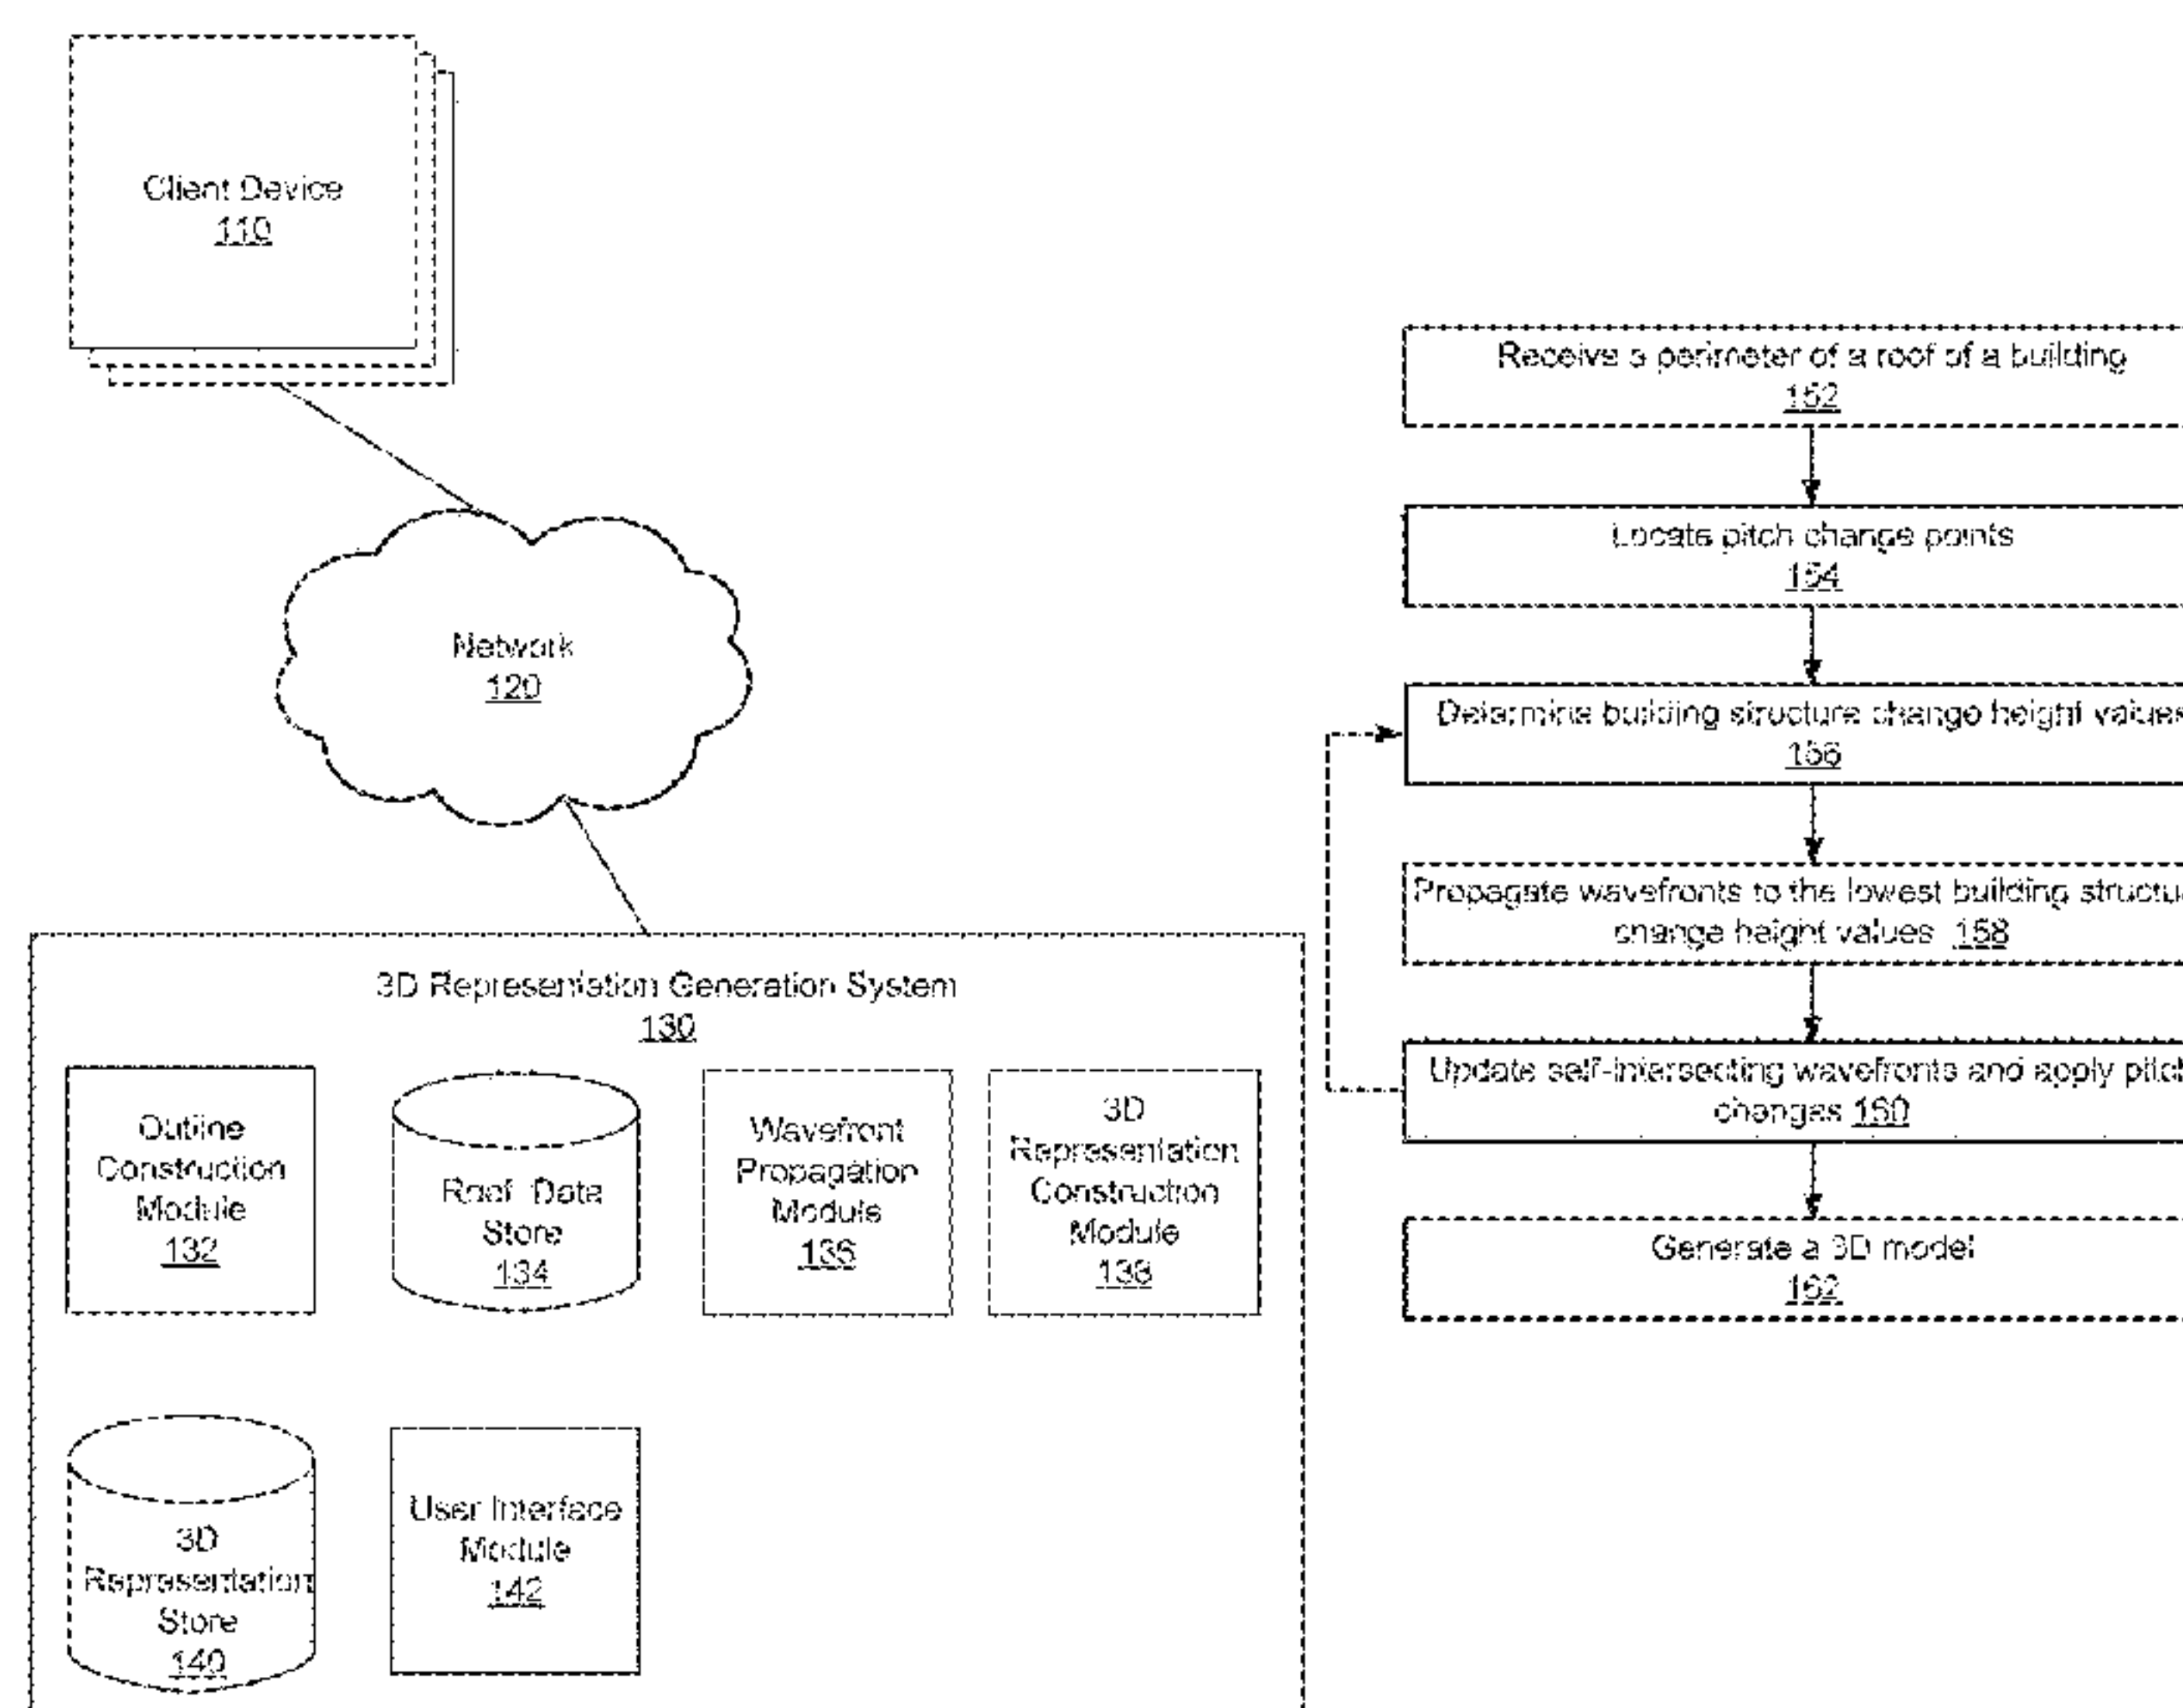 Client Device
110
Network
120
3D Representation Generation System
130
Outline
Construction
Module
132
Roof Data
Store
134
Wavefront
Propagation
Module
136
3D
Representation
Construction
Module
138
3D
Representation
Store
140
User Interface
Module
142
Receive a perimeter of a roof of a building
152
Locate pitch change points
154
Determine building structure change height values
156
Propagate wavefronts to the lowest building structu
change height values 158
Update self-intersecting wavefronts and apply pitch
changes 160
Generate a 3D model
162